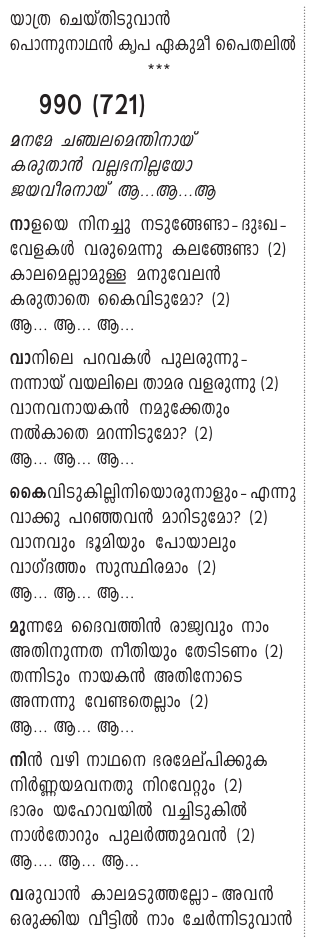 യാത്ര ചെയ്തിടുവാൻ
പൊന്നുനാഥൻ കൃപ ഏകുമീ പൈതലിൽ
***
990 (721)
മനമേ ചഞ്ചലമെന്തിനായ്
കരുതാൻ വല്ലഭനില്ലയോ
ജയവീരനായ് ആ...ആ...ആ
നാളയെ നിനച്ചു നടുങ്ങേണ്ടാ-ദുഃഖ-
വേളകൾ വരുമെന്നു കലങ്ങേണ്ടാ (2)
കാലമെല്ലാമുള്ള മനുവേലൻ
കരുതാതെ കൈവിടുമോ? (2)
ആ... ആ... ആ...
വാനിലെ പറവകൾ പുലരുന്നു-
നന്നായ് വയലിലെ താമര വളരുന്നു (2)
വാനവനായകൻ നമുക്കേതും
നൽകാതെ മറന്നിടുമോ? (2)
ആ... ആ... ആ...
കൈവിടുകില്ലിനിയൊരുനാളും-എന്നു
വാക്കു പറഞ്ഞവൻ മാറിടുമോ? (2)
വാനവും ഭൂമിയും പോയാലും
വാഗ്ദത്തം സുസ്ഥിരമാം (2)
ആ... ആ... ആ...
മുന്നമേ ദൈവത്തിൻ രാജ്യവും നാം
അതിനുന്നത നീതിയും തേടിടണം (2)
തന്നിടും നായകൻ അതിനോടെ
അന്നന്നു വേണ്ടതെല്ലാം (2)
ആ... ആ... ആ...
നിൻ വഴി നാഥനെ ഭരമേല്പിക്കുക
നിർണ്ണയമവനതു നിറവേറ്റും (2)
ഭാരം യഹോവയിൽ വച്ചിടുകിൽ
നാൾതോറും പുലർത്തുമവൻ (2)
ആ.... ആ... ആ...
വരുവാൻ കാലമടുത്തല്ലോ-അവൻ
ഒരുക്കിയ വീട്ടിൽ നാം ചേർന്നിടുവാൻ